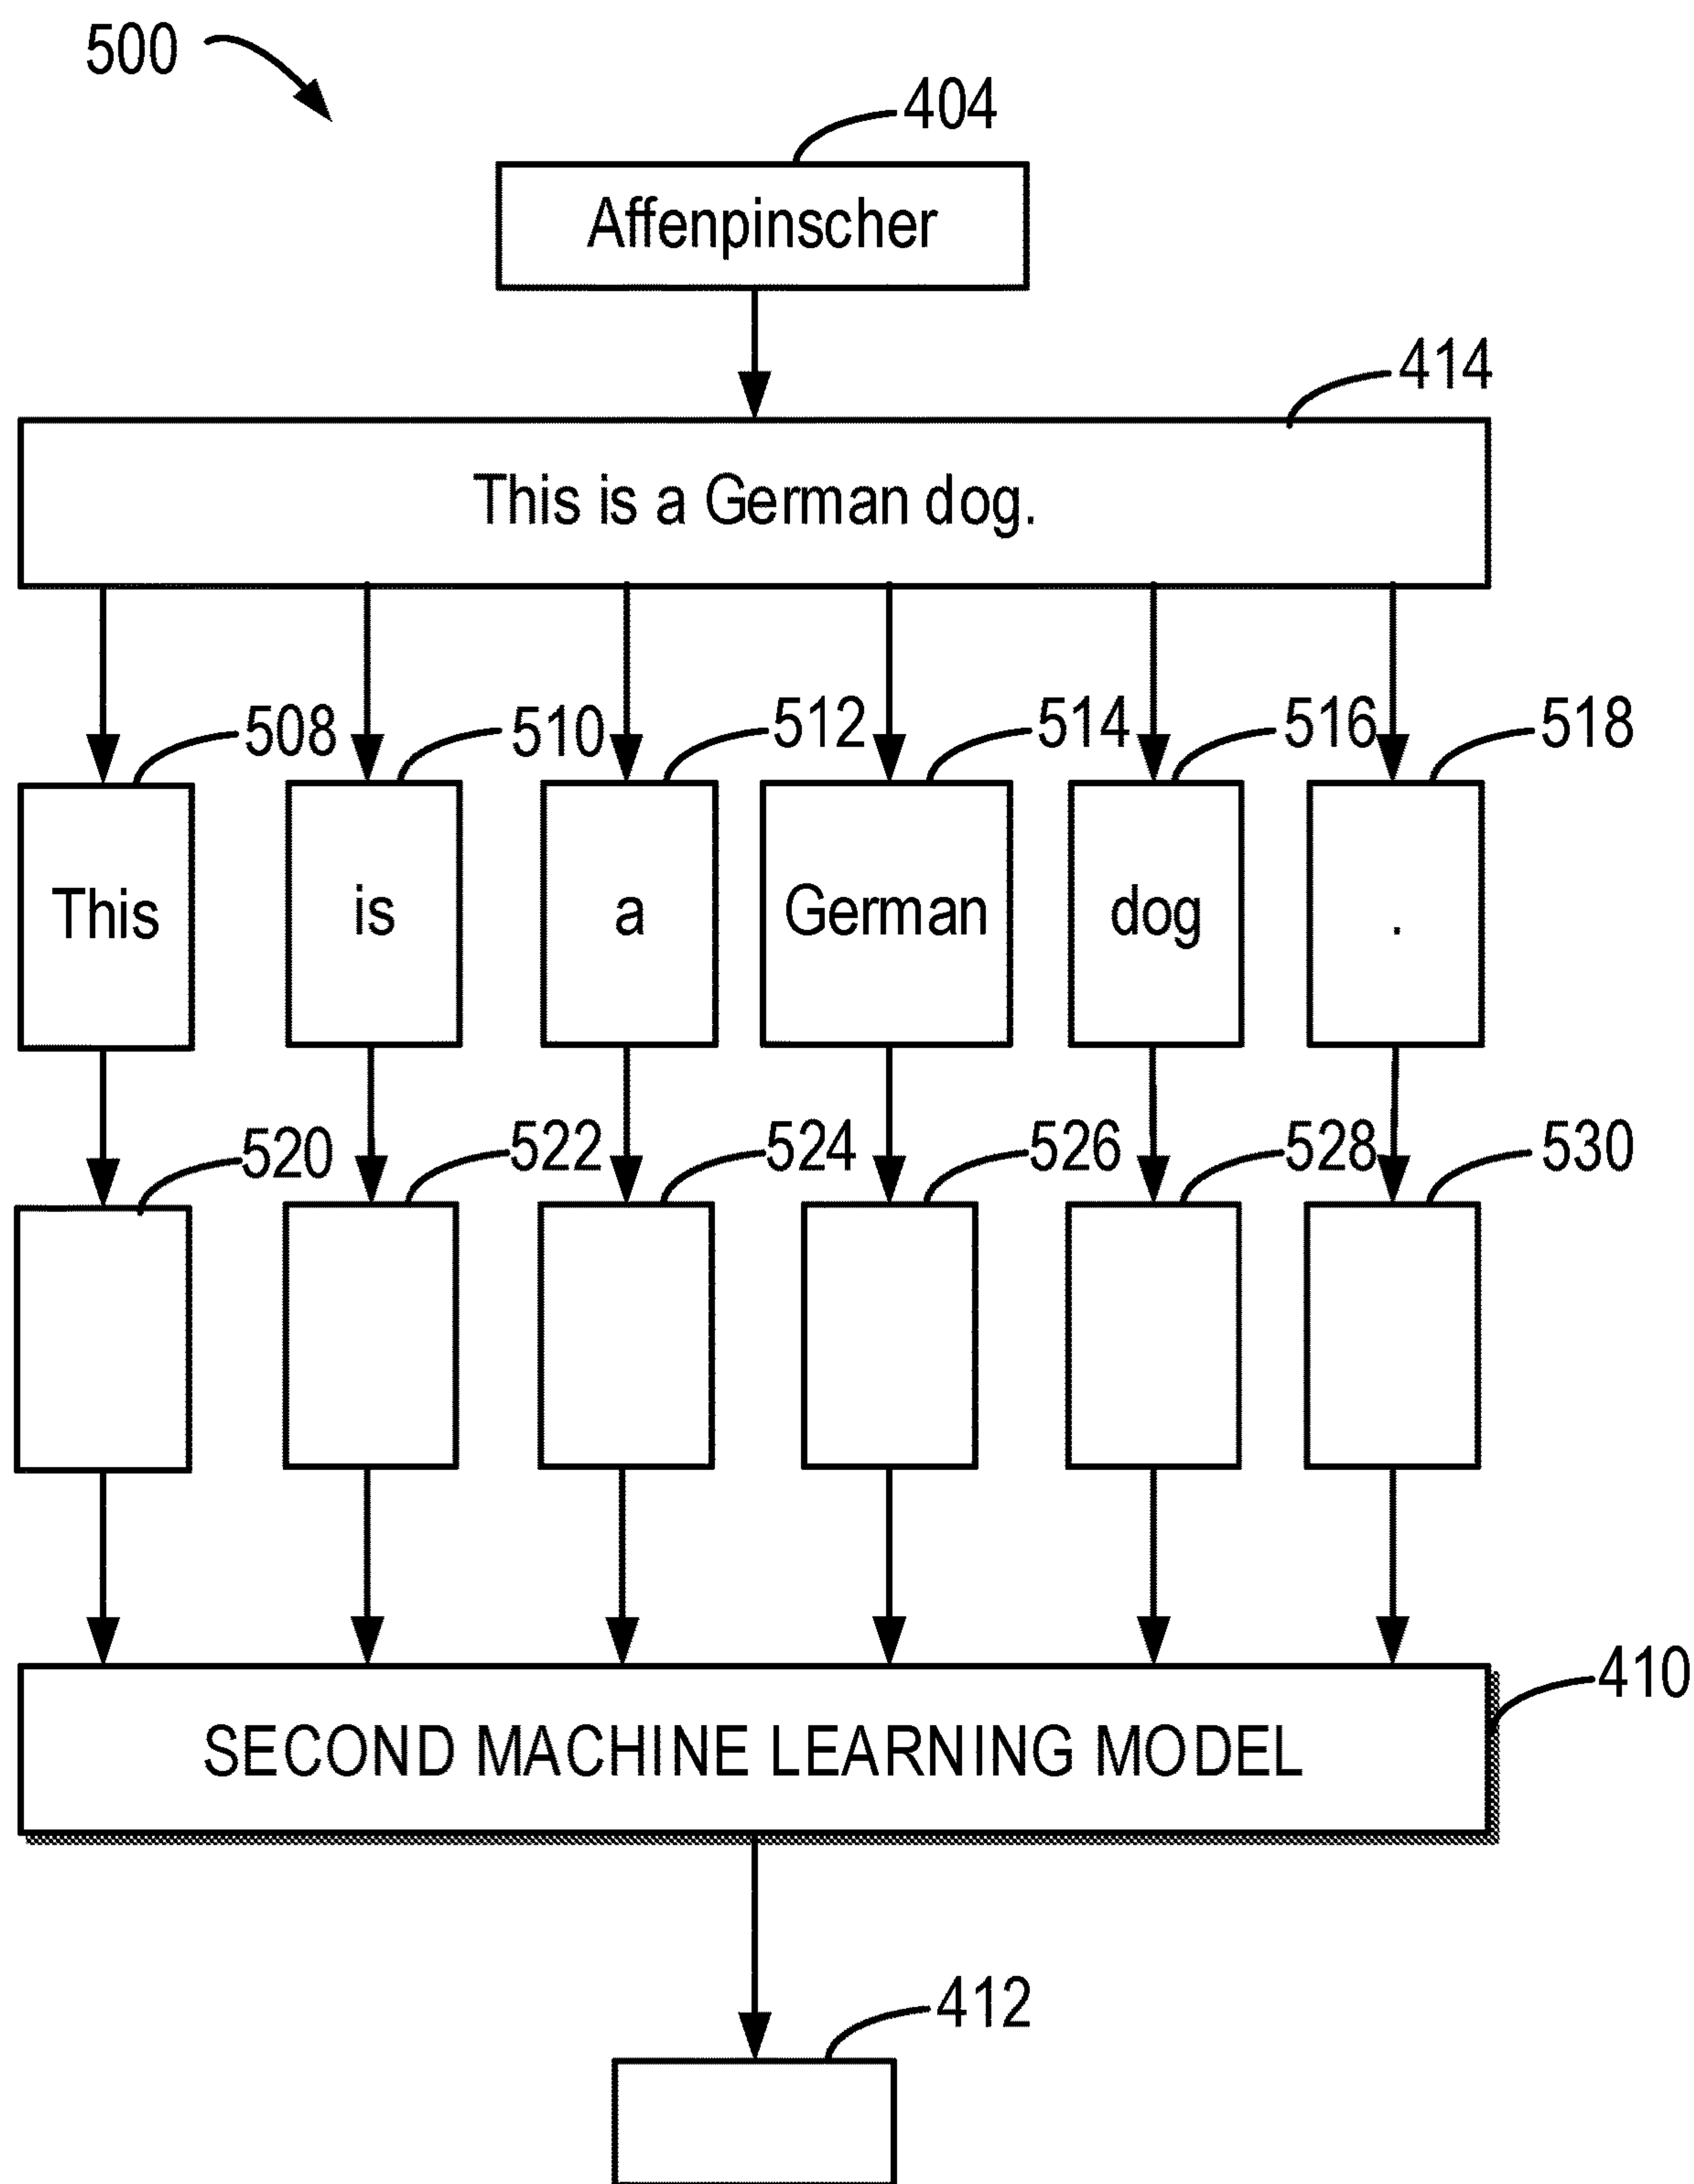 500
404
Affenpinscher
414
This is a German dog.
508 510 512 514 516 518
This is a German dog .
520 522 524 526 528 530
410
SECOND MACHINE LEARNING MODEL
412